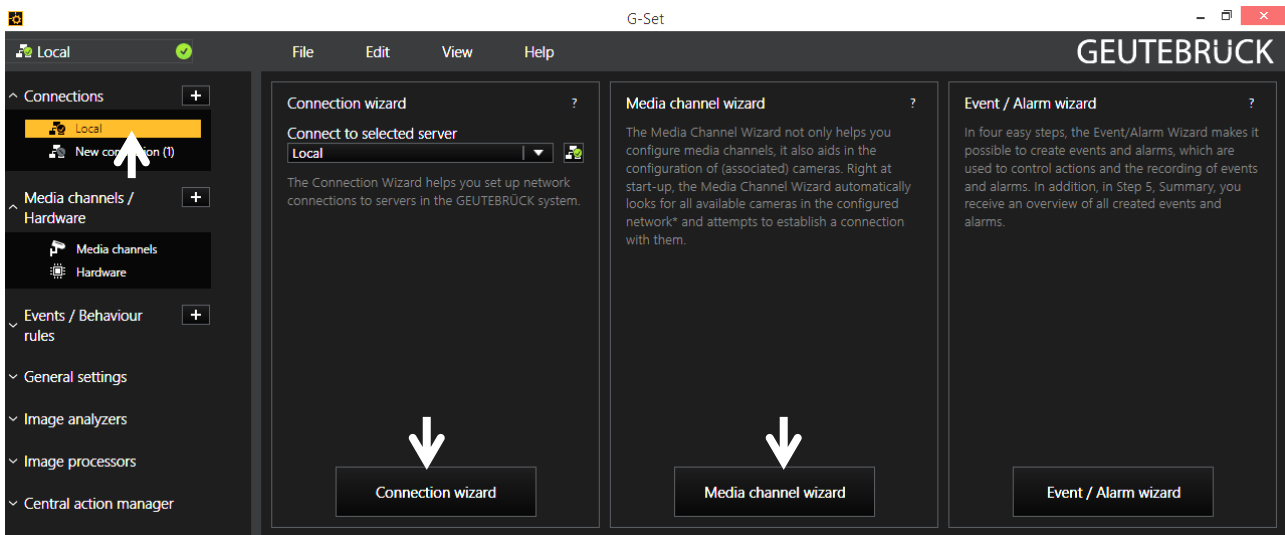 G-Set
Local
File Edit View Help
GEUTEBRÜCK
Connections +
Local
New connection (1)
Media channels /
Hardware
+
Media channels
Hardware
Events / Behaviour
rules
+
General settings
Image analyzers
Image processors
Central action manager
Connection wizard ?
Connect to selected server
Local
The Connection Wizard helps you set up network
connections to servers in the GEUTEBRÜCK system.
Connection wizard
Media channel wizard ?
The Media Channel Wizard not only helps you
configure media channels, it also aids in the
configuration of (associated) cameras. Right at
start-up, the Media Channel Wizard automatically
looks for all available cameras in the configured
network* and attempts to establish a connection
with them.
Media channel wizard
Event / Alarm wizard ?
In four easy steps, the Event/Alarm Wizard makes it
possible to create events and alarms, which are
used to control actions and the recording of events
and alarms. In addition, in Step 5, Summary, you
receive an overview of all created events and
alarms.
Event / Alarm wizard